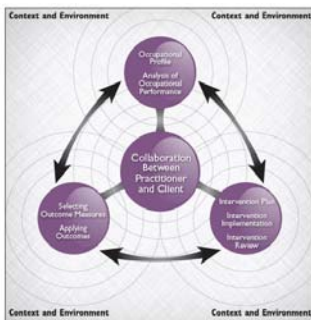 Context and Environment
Context and Environment
Occupational
Profile
Analysis of
Occupational
Performance
Collaboration
Between
Practitioner
and Client
Selecting
Outcome Measures
Applying
Outcomes
Intervention Plan
Intervention
Implementation
Intervention
Review
Context and Environment
Context and Environment